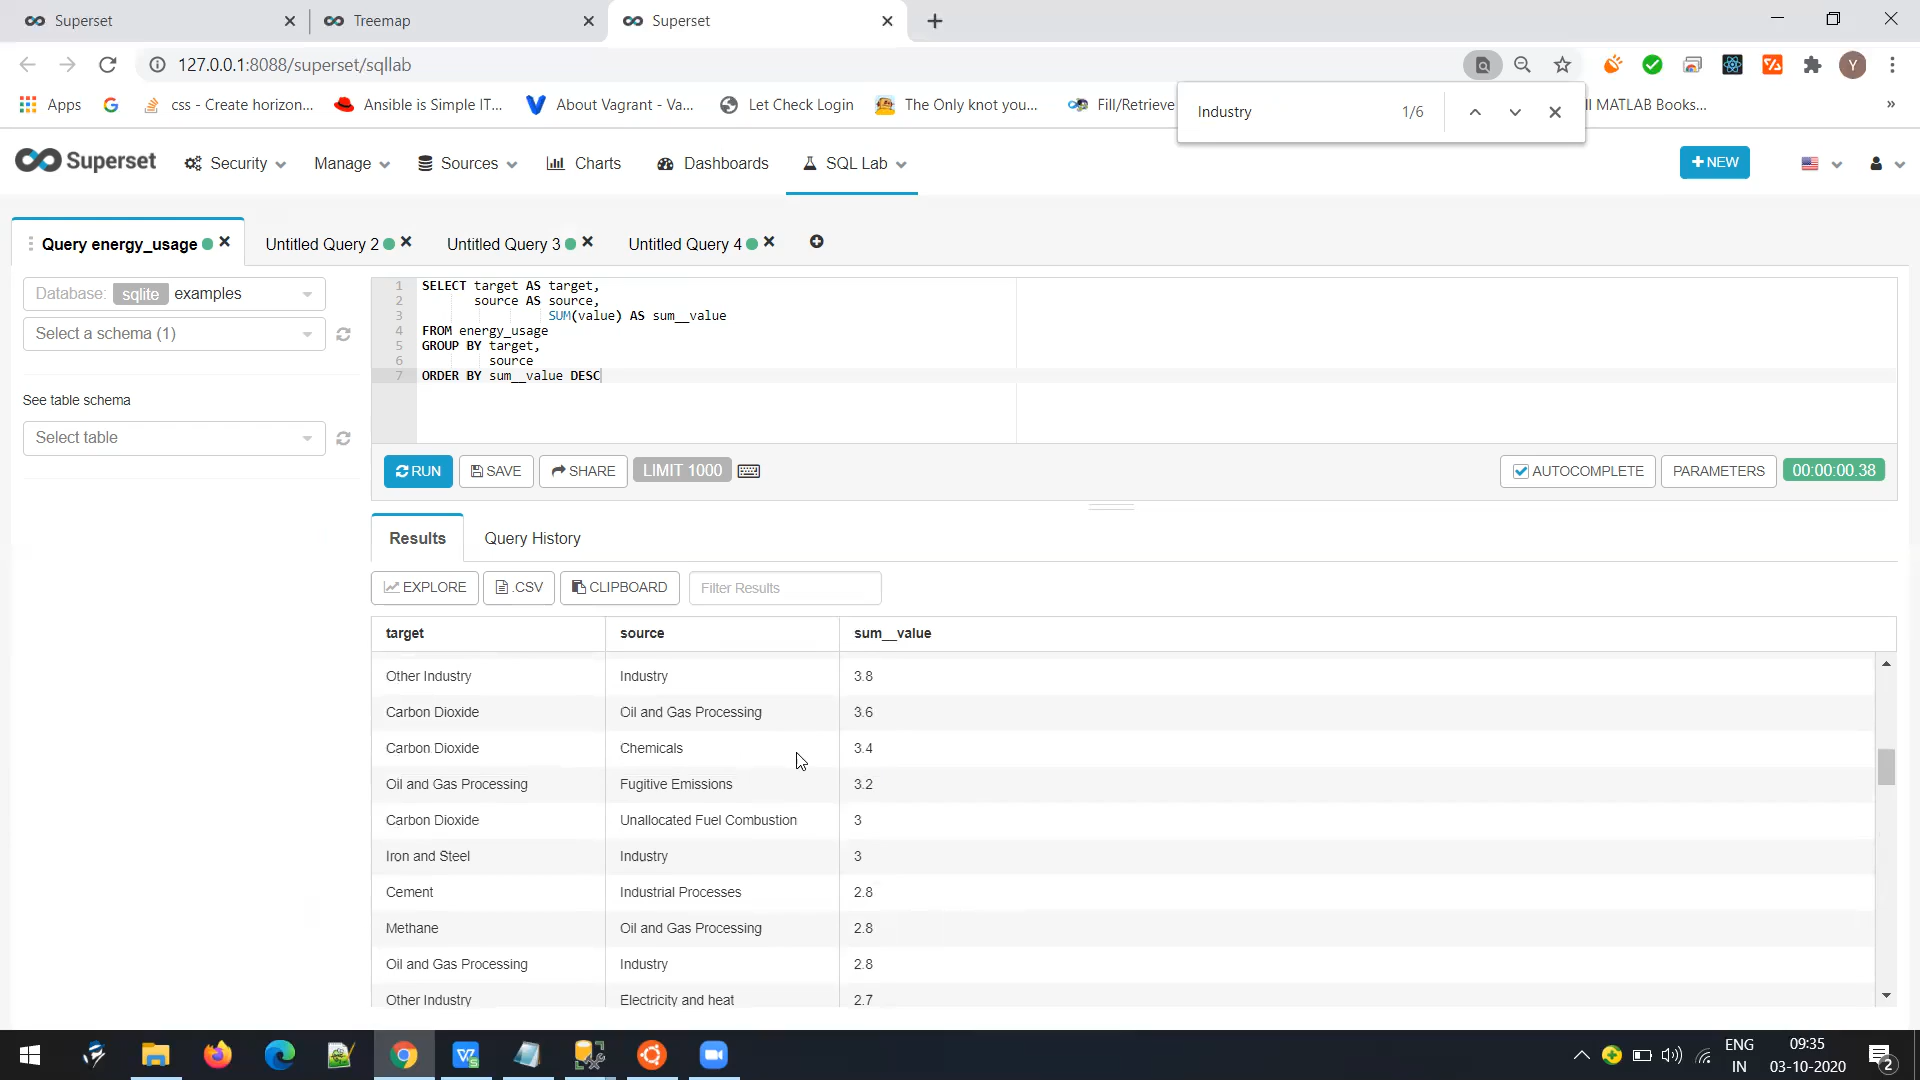 Superset
Treemap
Superset
127.0.0.1:8088/superset/sqllab
Y
Apps
css - Create horizon...
Ansible is Simple IT...
About Vagrant - Va...
Let Check Login
The Only knot you...
Fill/Retrieve
ll MATLAB Books...
»
Industry
1/6
Superset
Security
Manage
Sources
Charts
Dashboards
SQL Lab
+NEW
Query energy_usage
Untitled Query 2
Untitled Query 3
Untitled Query 4
Database: sqlite examples
Select a schema (1)
See table schema
Select table
1 SELECT target AS target,
2 source AS source,
3 SUM(value) AS sum__value
4 FROM energy_usage
5 GROUP BY target,
6 source
7 ORDER BY sum__value DESC
RUN
SAVE
SHARE
LIMIT 1000
AUTOCOMPLETE
PARAMETERS
00:00:00.38
Results
Query History
EXPLORE
.CSV
CLIPBOARD
Filter Results
target source sum__value
Other Industry Industry 3.8
Carbon Dioxide Oil and Gas Processing 3.6
Carbon Dioxide Chemicals 3.4
Oil and Gas Processing Fugitive Emissions 3.2
Carbon Dioxide Unallocated Fuel Combustion 3
Iron and Steel Industry 3
Cement Industrial Processes 2.8
Methane Oil and Gas Processing 2.8
Oil and Gas Processing Industry 2.8
Other Industry Electricity and heat 2.7
ENG
IN
09:35
03-10-2020
2